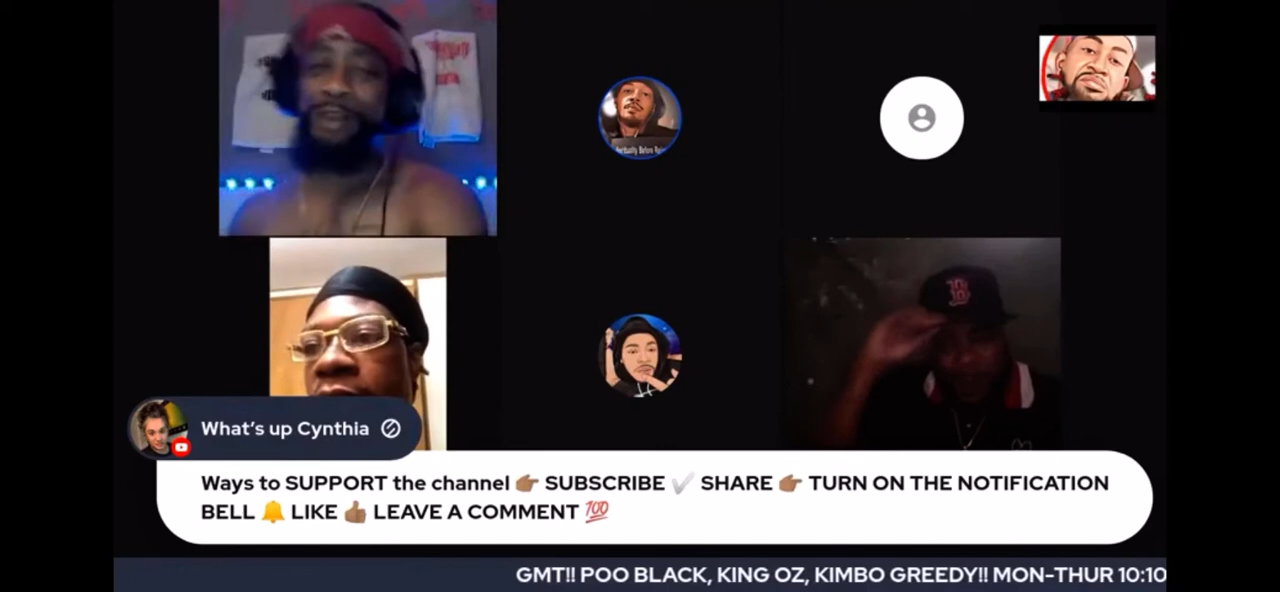 What's up Cynthia
Ways to SUPPORT the channel 👉🏽 SUBSCRIBE ✔️ SHARE 👉🏽 TURN ON THE NOTIFICATION
BELL 🔔 LIKE 👍🏽 LEAVE A COMMENT 💯
GMT!! POO BLACK, KING OZ, KIMBO GREEDY!! MON-THUR 10:10